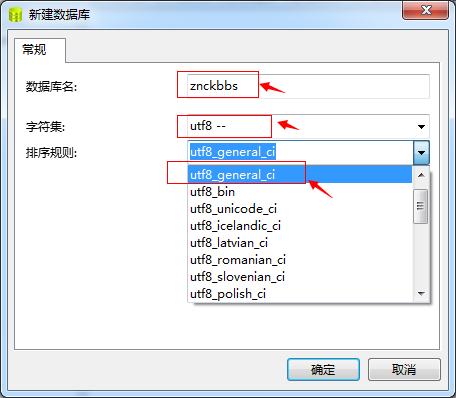 新建数据库
常规
数据库名:
znckbbs
字符集:
utf8 --
排序规则:
utf8_general_ci
utf8_general_ci
utf8_bin
utf8_unicode_ci
utf8_icelandic_ci
utf8_latvian_ci
utf8_romanian_ci
utf8_slovenian_ci
utf8_polish_ci
确定
取消